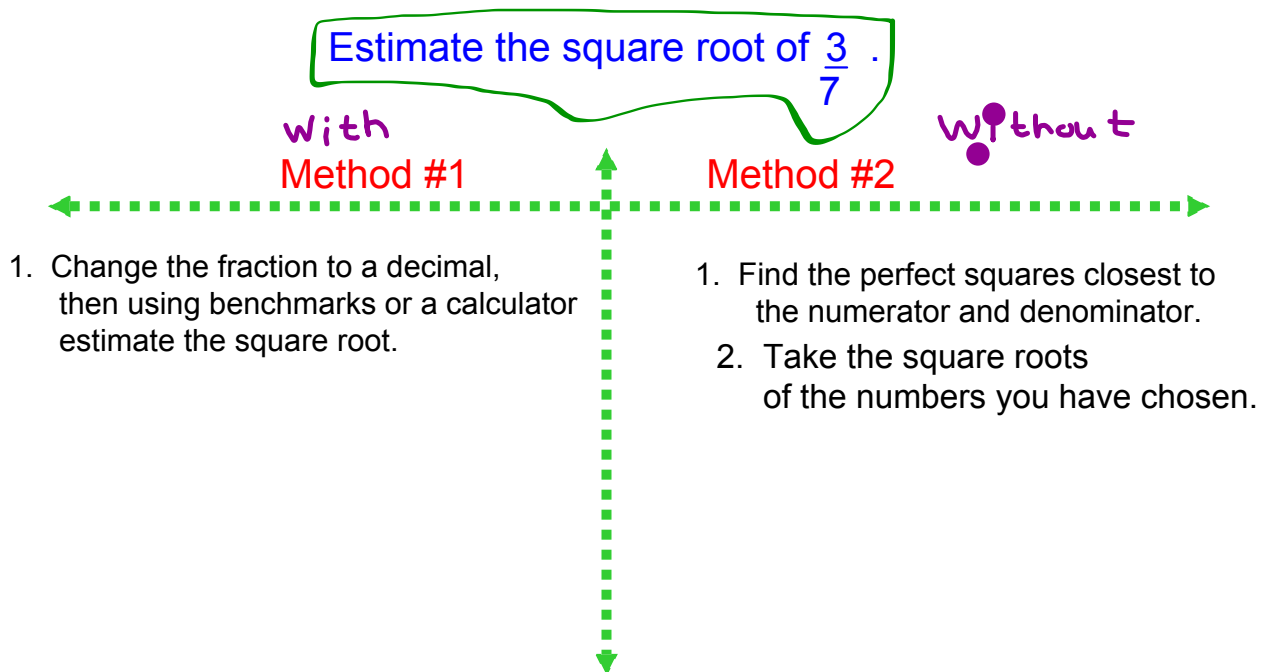 Estimate the square root of 3/7 .
with
Method #1
1. Change the fraction to a decimal,
then using benchmarks or a calculator
estimate the square root.
without
Method #2
1. Find the perfect squares closest to
the numerator and denominator.
2. Take the square roots
of the numbers you have chosen.